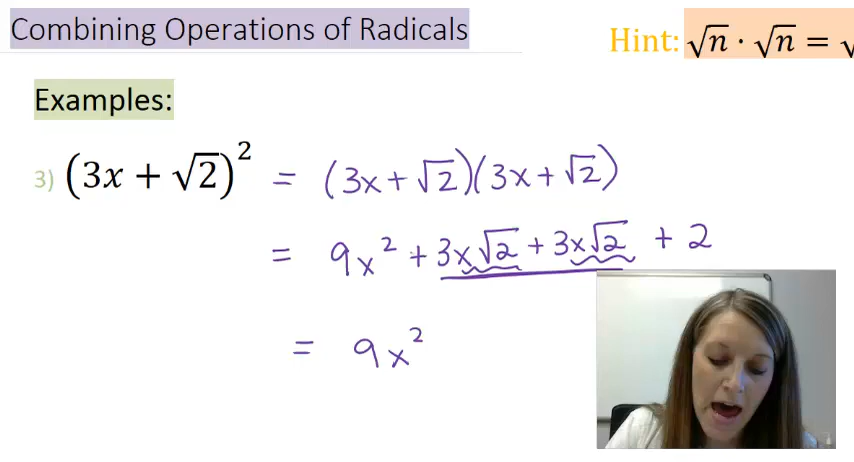 Combining Operations of Radicals
Hint: √n · √n = √
Examples:
3) (3x + √2)² = (3x + √2)(3x + √2)
= 9x² + 3x√2 + 3x√2 + 2
= 9x²